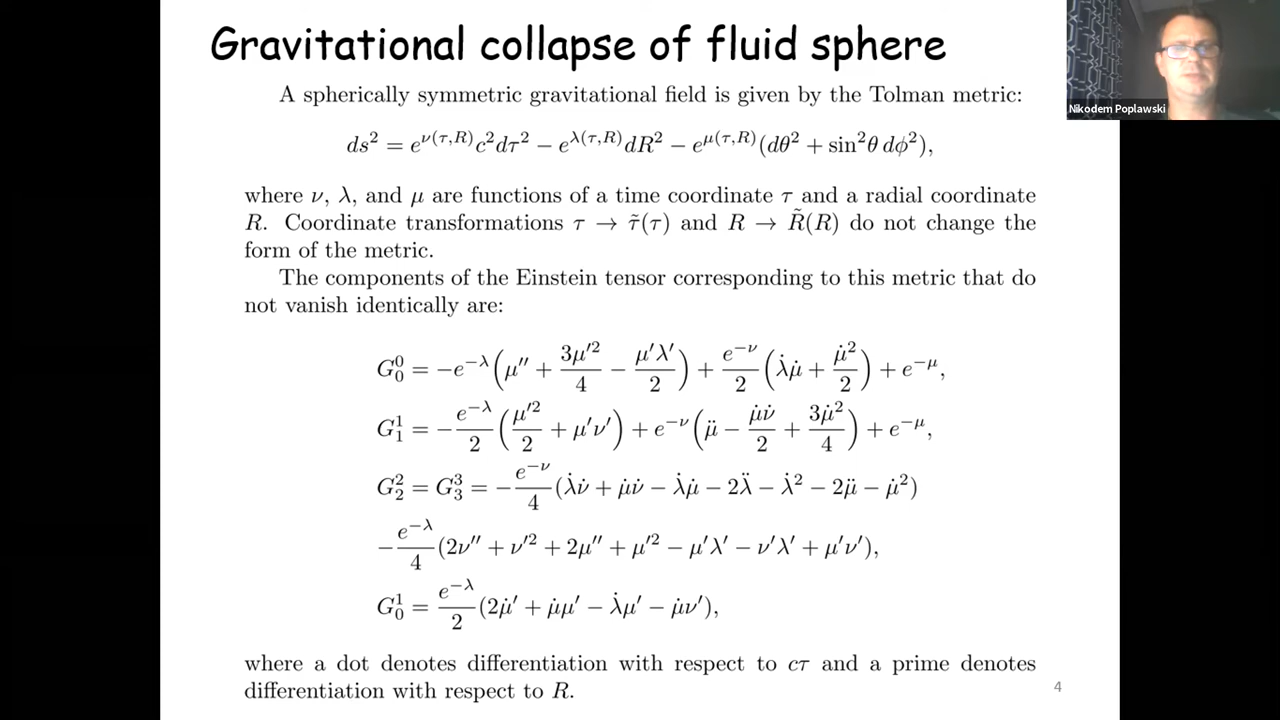 Gravitational collapse of fluid sphere
Nikodem Poplawski
A spherically symmetric gravitational field is given by the Tolman metric:
ds² = e^{ν(τ,R)}c²dτ² − e^{λ(τ,R)}dR² − e^{μ(τ,R)}(dθ² + sin²θ dϕ²),
where ν, λ, and μ are functions of a time coordinate τ and a radial coordinate
R. Coordinate transformations τ → τ̃(τ) and R → R̃(R) do not change the
form of the metric.
The components of the Einstein tensor corresponding to this metric that do
not vanish identically are:
G₀⁰ = −e^{−λ}(μ′′ + 3μ′²/4 − μ′λ′/2) + e^{−ν}/2 (λ̇μ̇ + μ̇²/2) + e^{−μ},
G₁¹ = −e^{−λ}/2 (μ′²/2 + μ′ν′) + e^{−ν}(μ̈ − μ̇ν̇/2 + 3μ̇²/4) + e^{−μ},
G₂² = G₃³ = −e^{−ν}/4 (λ̇ν̇ + μ̇ν̇ − λ̇μ̇ − 2λ̈ − λ̇² − 2μ̈ − μ̇²)
−e^{−λ}/4 (2ν′′ + ν′² + 2μ′′ + μ′² − μ′λ′ − ν′λ′ + μ′ν′),
G₀¹ = e^{−λ}/2 (2μ̇′ + μ̇μ′ − λ̇μ′ − μ̇ν′),
where a dot denotes differentiation with respect to cτ and a prime denotes
differentiation with respect to R.
4